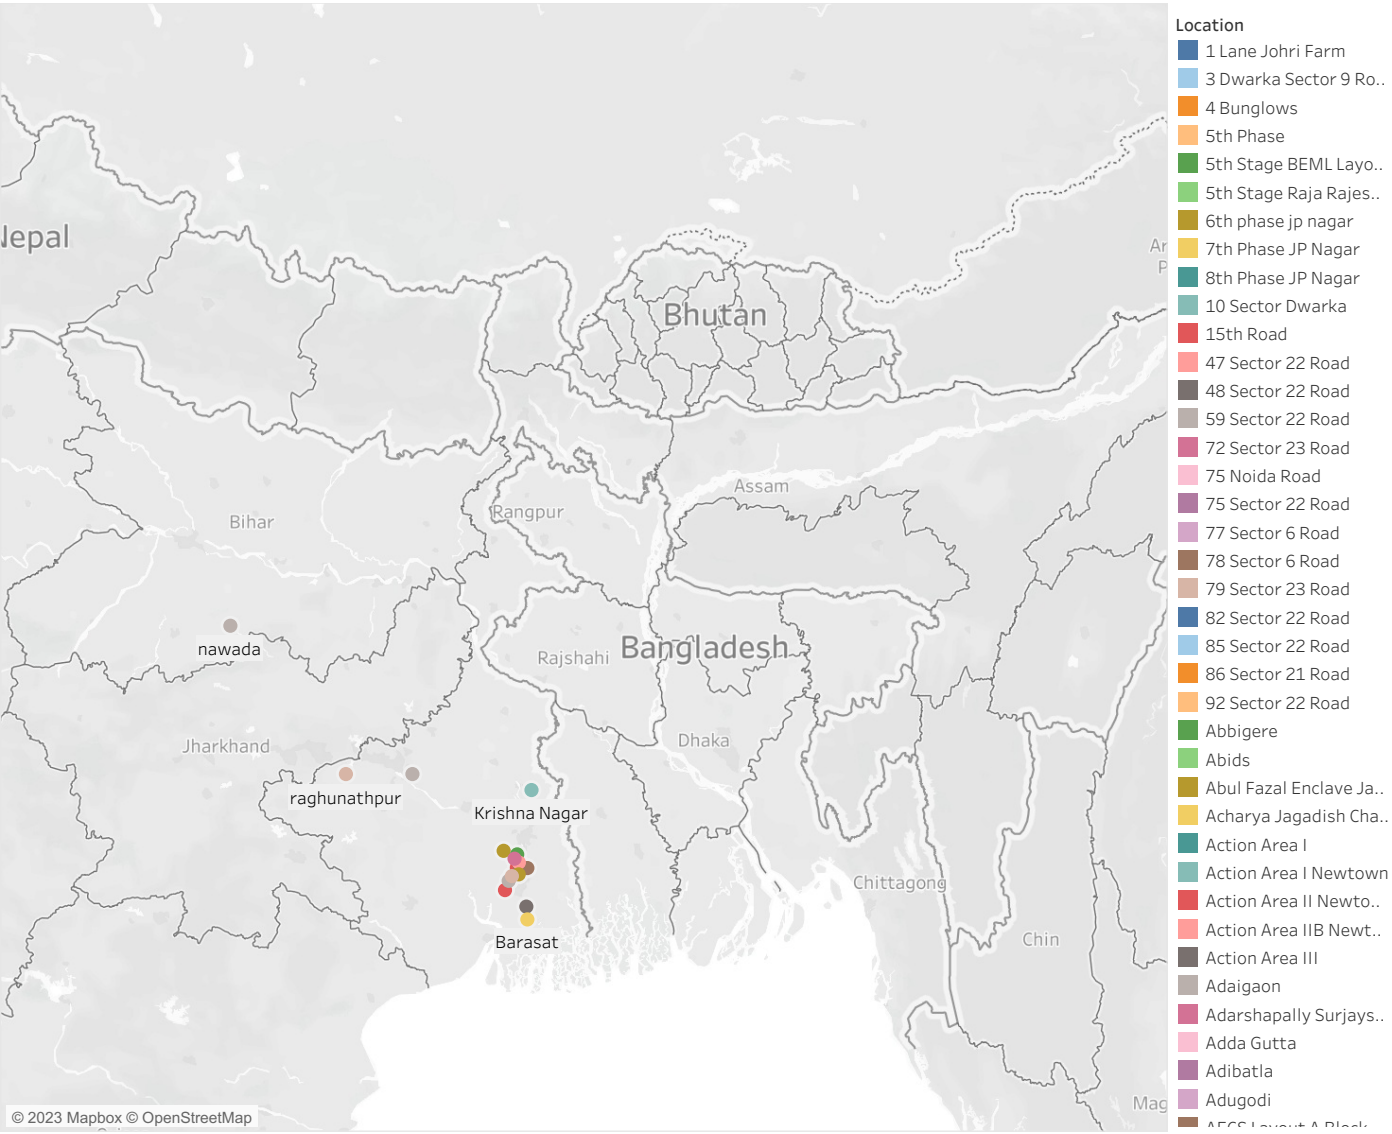 Nepal
Bhutan
Ar
P
Assam
Rangpur
Bihar
nawada
Rajshahi
Bangladesh
Jharkhand
Dhaka
raghunathpur
Krishna Nagar
Chittagong
Barasat
Chin
Mag
© 2023 Mapbox © OpenStreetMap
Location
1 Lane Johri Farm
3 Dwarka Sector 9 Ro..
4 Bunglows
5th Phase
5th Stage BEML Layo..
5th Stage Raja Rajes..
6th phase jp nagar
7th Phase JP Nagar
8th Phase JP Nagar
10 Sector Dwarka
15th Road
47 Sector 22 Road
48 Sector 22 Road
59 Sector 22 Road
72 Sector 23 Road
75 Noida Road
75 Sector 22 Road
77 Sector 6 Road
78 Sector 6 Road
79 Sector 23 Road
82 Sector 22 Road
85 Sector 22 Road
86 Sector 21 Road
92 Sector 22 Road
Abbigere
Abids
Abul Fazal Enclave Ja..
Acharya Jagadish Cha..
Action Area I
Action Area I Newtown
Action Area II Newto..
Action Area IIB Newt..
Action Area III
Adaigaon
Adarshapally Surjays..
Adda Gutta
Adibatla
Adugodi
AECS Layout A Block